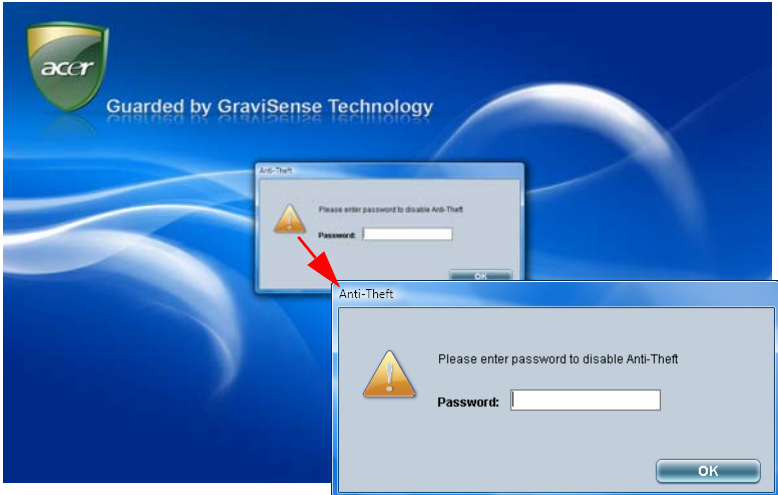 acer
Guarded by GraviSense Technology
Anti-Theft
Please enter password to disable Anti-Theft
Password:
OK
Anti-Theft
Please enter password to disable Anti-Theft
Password:
OK